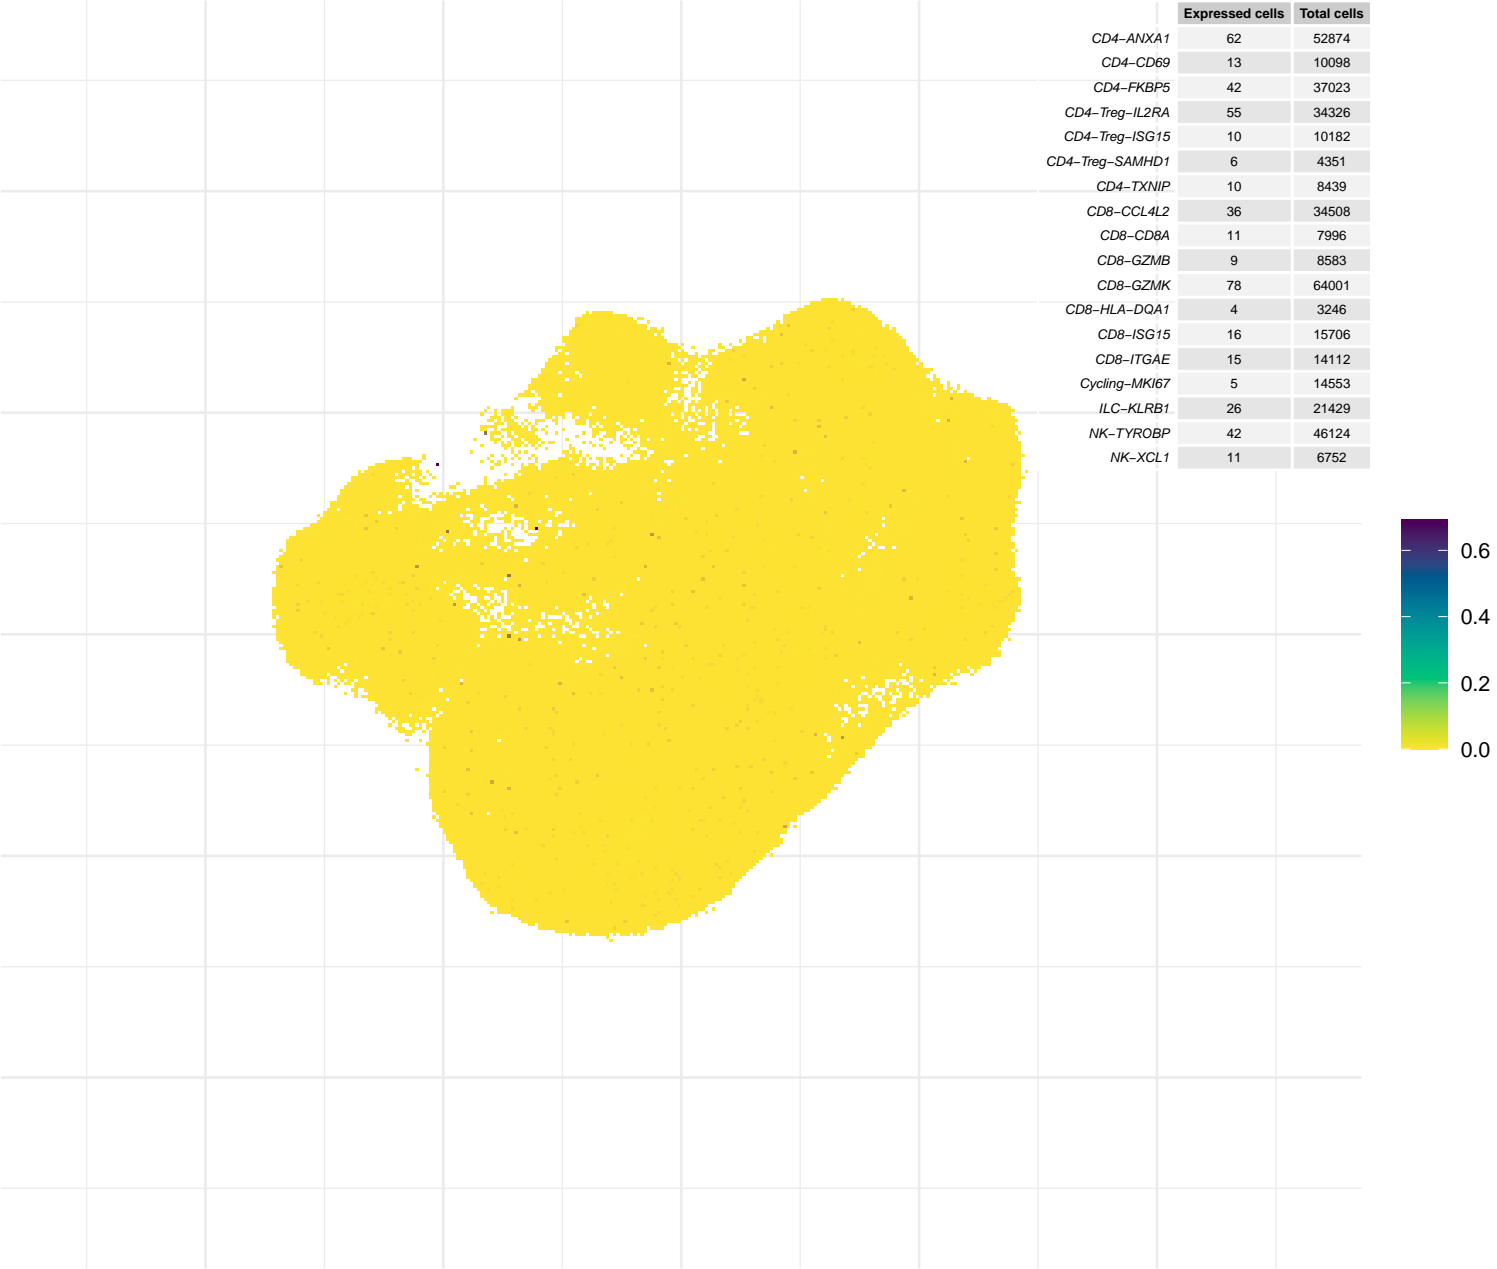 Expressed cells Total cells
CD4−ANXA1 62 52874
CD4−CD69 13 10098
CD4−FKBP5 42 37023
CD4−Treg−IL2RA 55 34326
CD4−Treg−ISG15 10 10182
CD4−Treg−SAMHD1 6 4351
CD4−TXNIP 10 8439
CD8−CCL4L2 36 34508
CD8−CD8A 11 7996
CD8−GZMB 9 8583
CD8−GZMK 78 64001
CD8−HLA−DQA1 4 3246
CD8−ISG15 16 15706
CD8−ITGAE 15 14112
Cycling−MKI67 5 14553
ILC−KLRB1 26 21429
NK−TYROBP 42 46124
NK−XCL1 11 6752
0.6
0.4
0.2
0.0